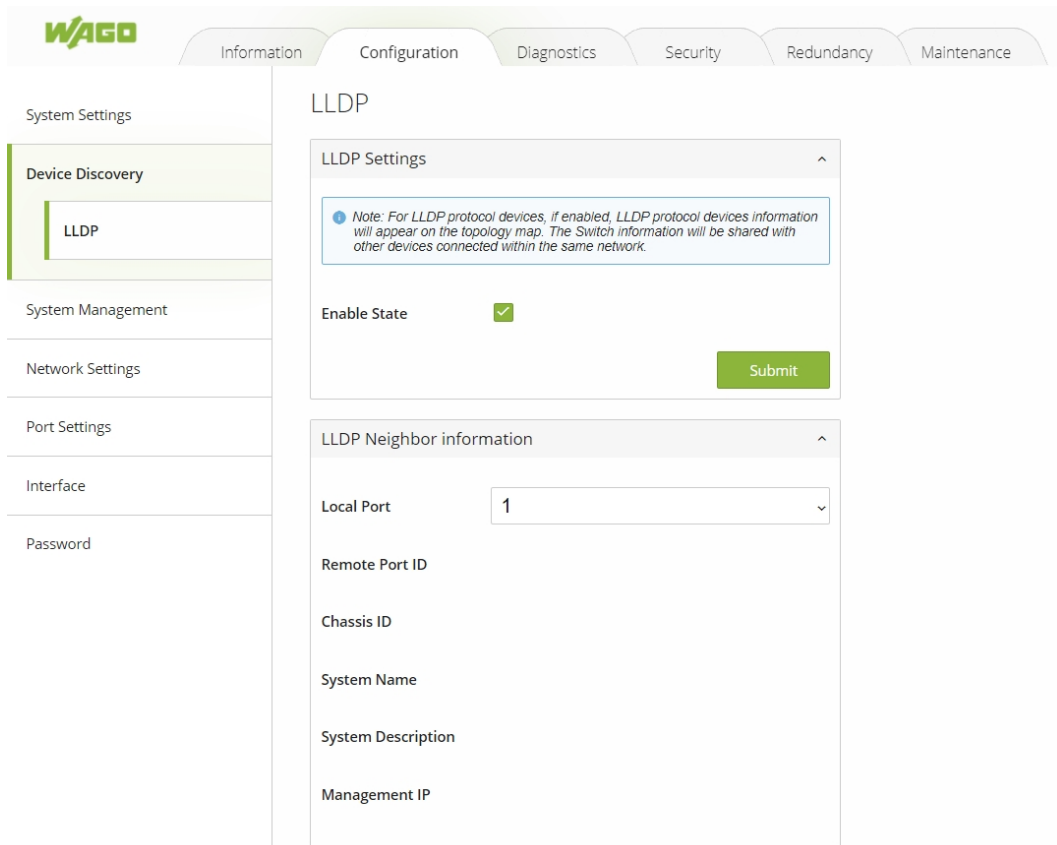 WAGO
Information
Configuration
Diagnostics
Security
Redundancy
Maintenance
System Settings
Device Discovery
LLDP
System Management
Network Settings
Port Settings
Interface
Password
LLDP
LLDP Settings
Note: For LLDP protocol devices, if enabled, LLDP protocol devices information
will appear on the topology map. The Switch information will be shared with
other devices connected within the same network.
Enable State
Submit
LLDP Neighbor information
Local Port
1
Remote Port ID
Chassis ID
System Name
System Description
Management IP